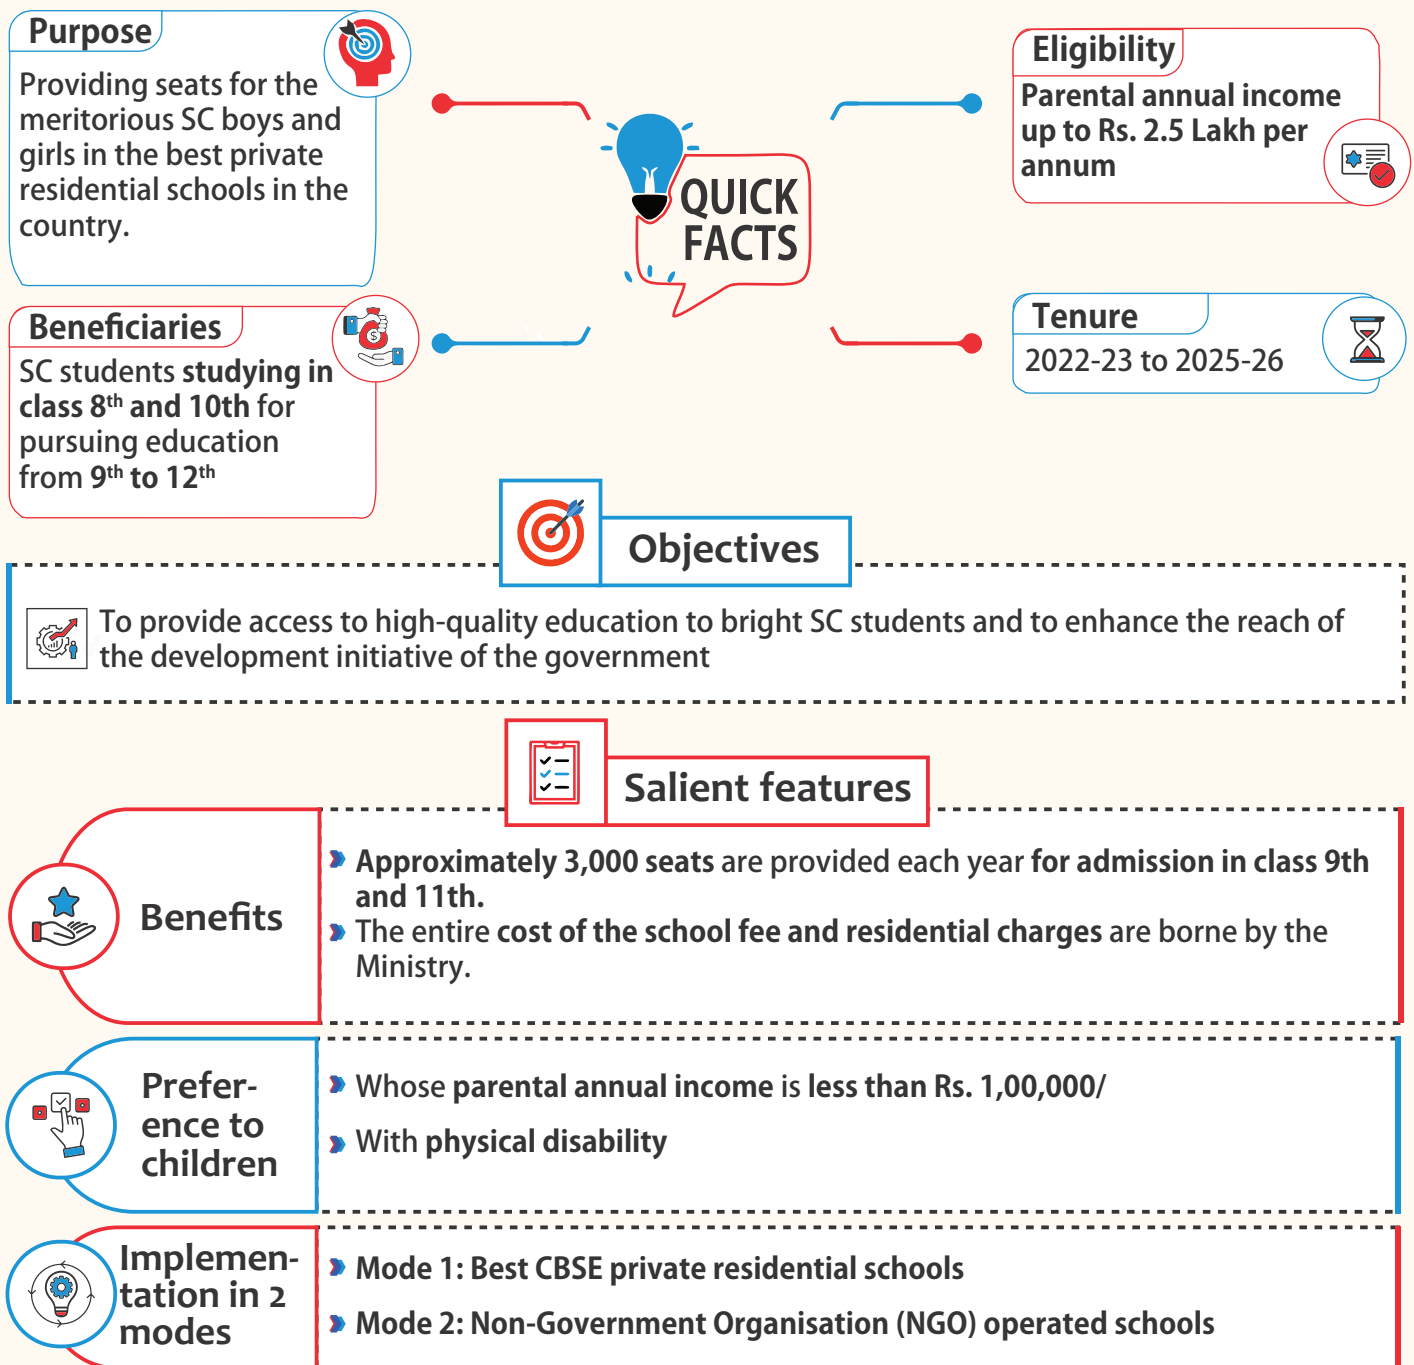 Purpose
Providing seats for the
meritorious SC boys and
girls in the best private
residential schools in the
country.
Beneficiaries
SC students studying in
class 8th and 10th for
pursuing education
from 9th to 12th
QUICK
FACTS
Eligibility
Parental annual income
up to Rs. 2.5 Lakh per
annum
Tenure
2022-23 to 2025-26
Objectives
To provide access to high-quality education to bright SC students and to enhance the reach of
the development initiative of the government
Salient features
Benefits
Approximately 3,000 seats are provided each year for admission in class 9th
and 11th.
The entire cost of the school fee and residential charges are borne by the
Ministry.
Prefer-
ence to
children
Whose parental annual income is less than Rs. 1,00,000/
With physical disability
Implemen-
tation in 2
modes
Mode 1: Best CBSE private residential schools
Mode 2: Non-Government Organisation (NGO) operated schools